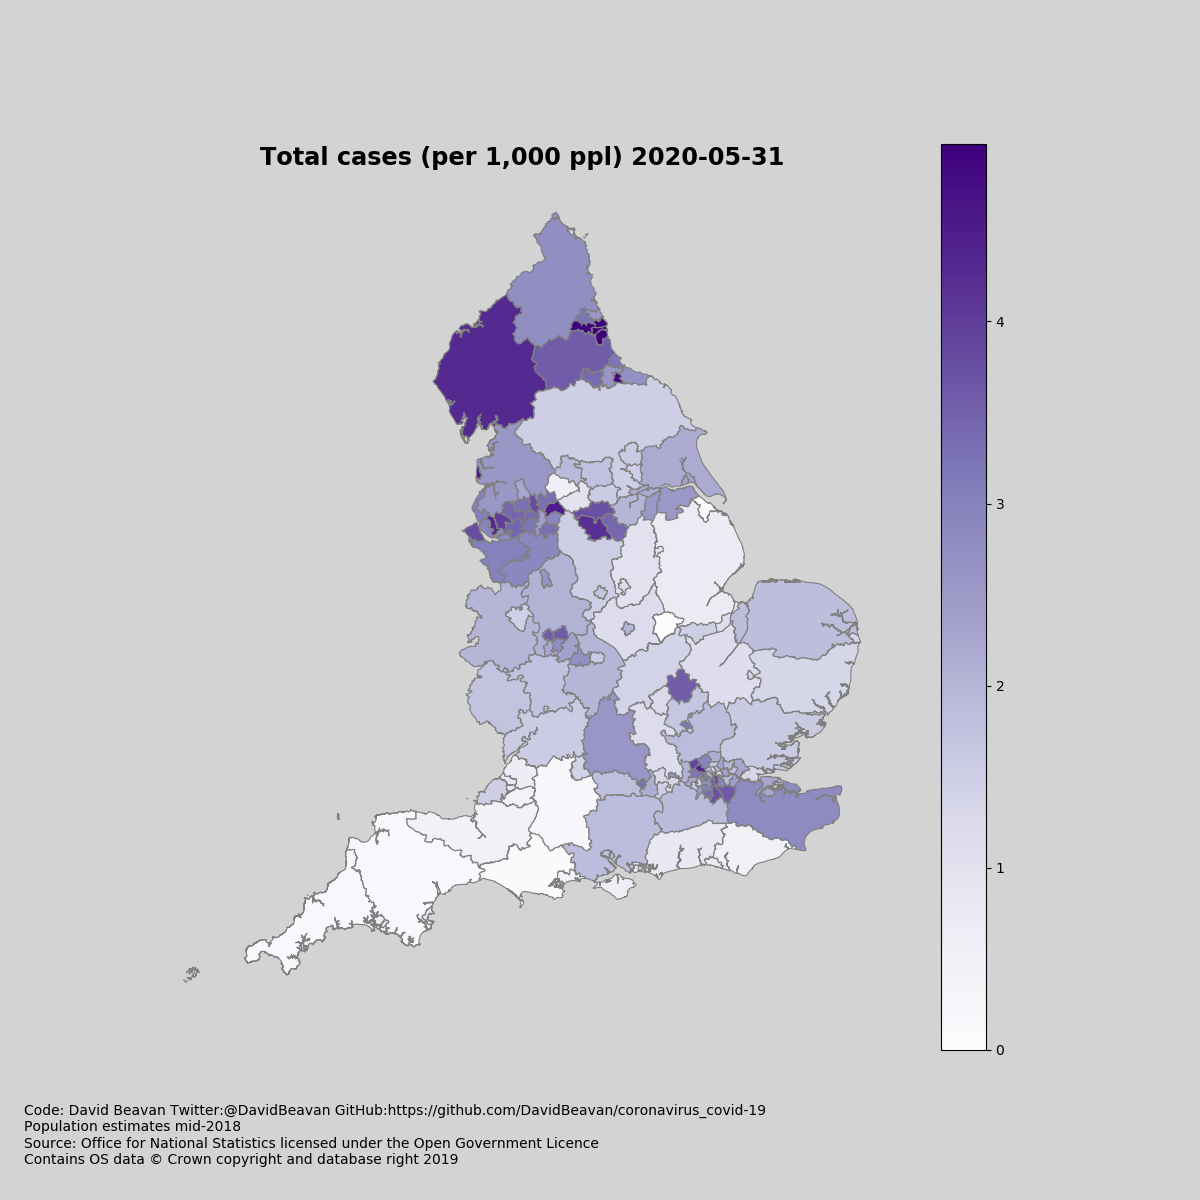 Total cases (per 1,000 ppl) 2020-05-31
4
3
2
1
0
Code: David Beavan Twitter:@DavidBeavan GitHub:https://github.com/DavidBeavan/coronavirus_covid-19
Population estimates mid-2018
Source: Office for National Statistics licensed under the Open Government Licence
Contains OS data © Crown copyright and database right 2019